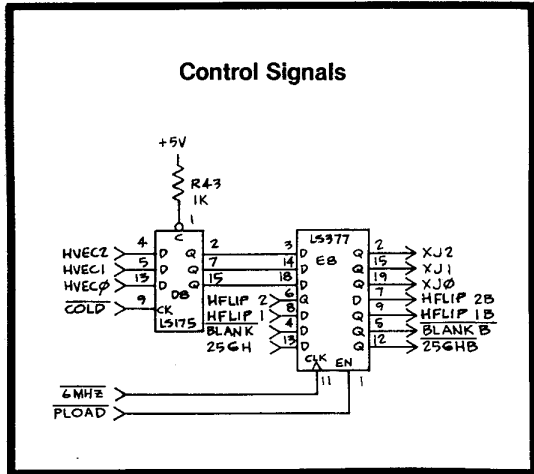 Control Signals
+5V
R43
1K
1
C
LS377
E8
HVEC2 4 D Q 2 3 D Q 2 XJ2
HVEC1 5 D Q 7 14 D Q 15 XJ1
HVECØ 13 D Q 15 18 D Q 19 XJØ
COLD 9 CK D8 HFLIP 2 6 Q D 7 HFLIP 2B
LS175 HFLIP 1 8 D Q 9 HFLIP 1B
BLANK 4 D Q 5 BLANK B
256H 13 D Q 12 256HB
CLK EN
6MHZ 11 1
PLOAD